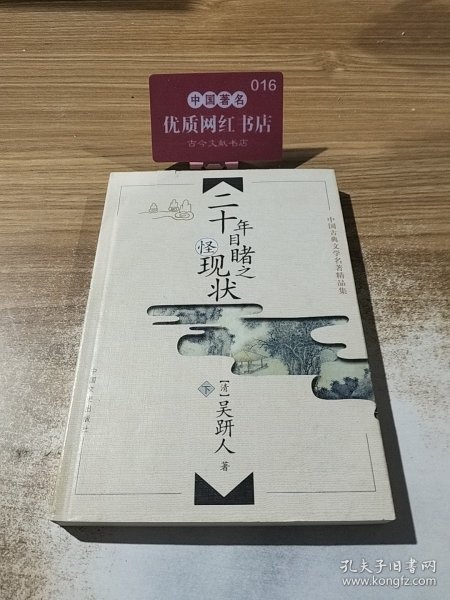 016
中国著名
优质网红书店
古今文献书店
二十年目睹之
怪现状
中国古典文学名著精品集
下
[清]吴趼人 著
孔夫子旧书网
www.kongfz.com